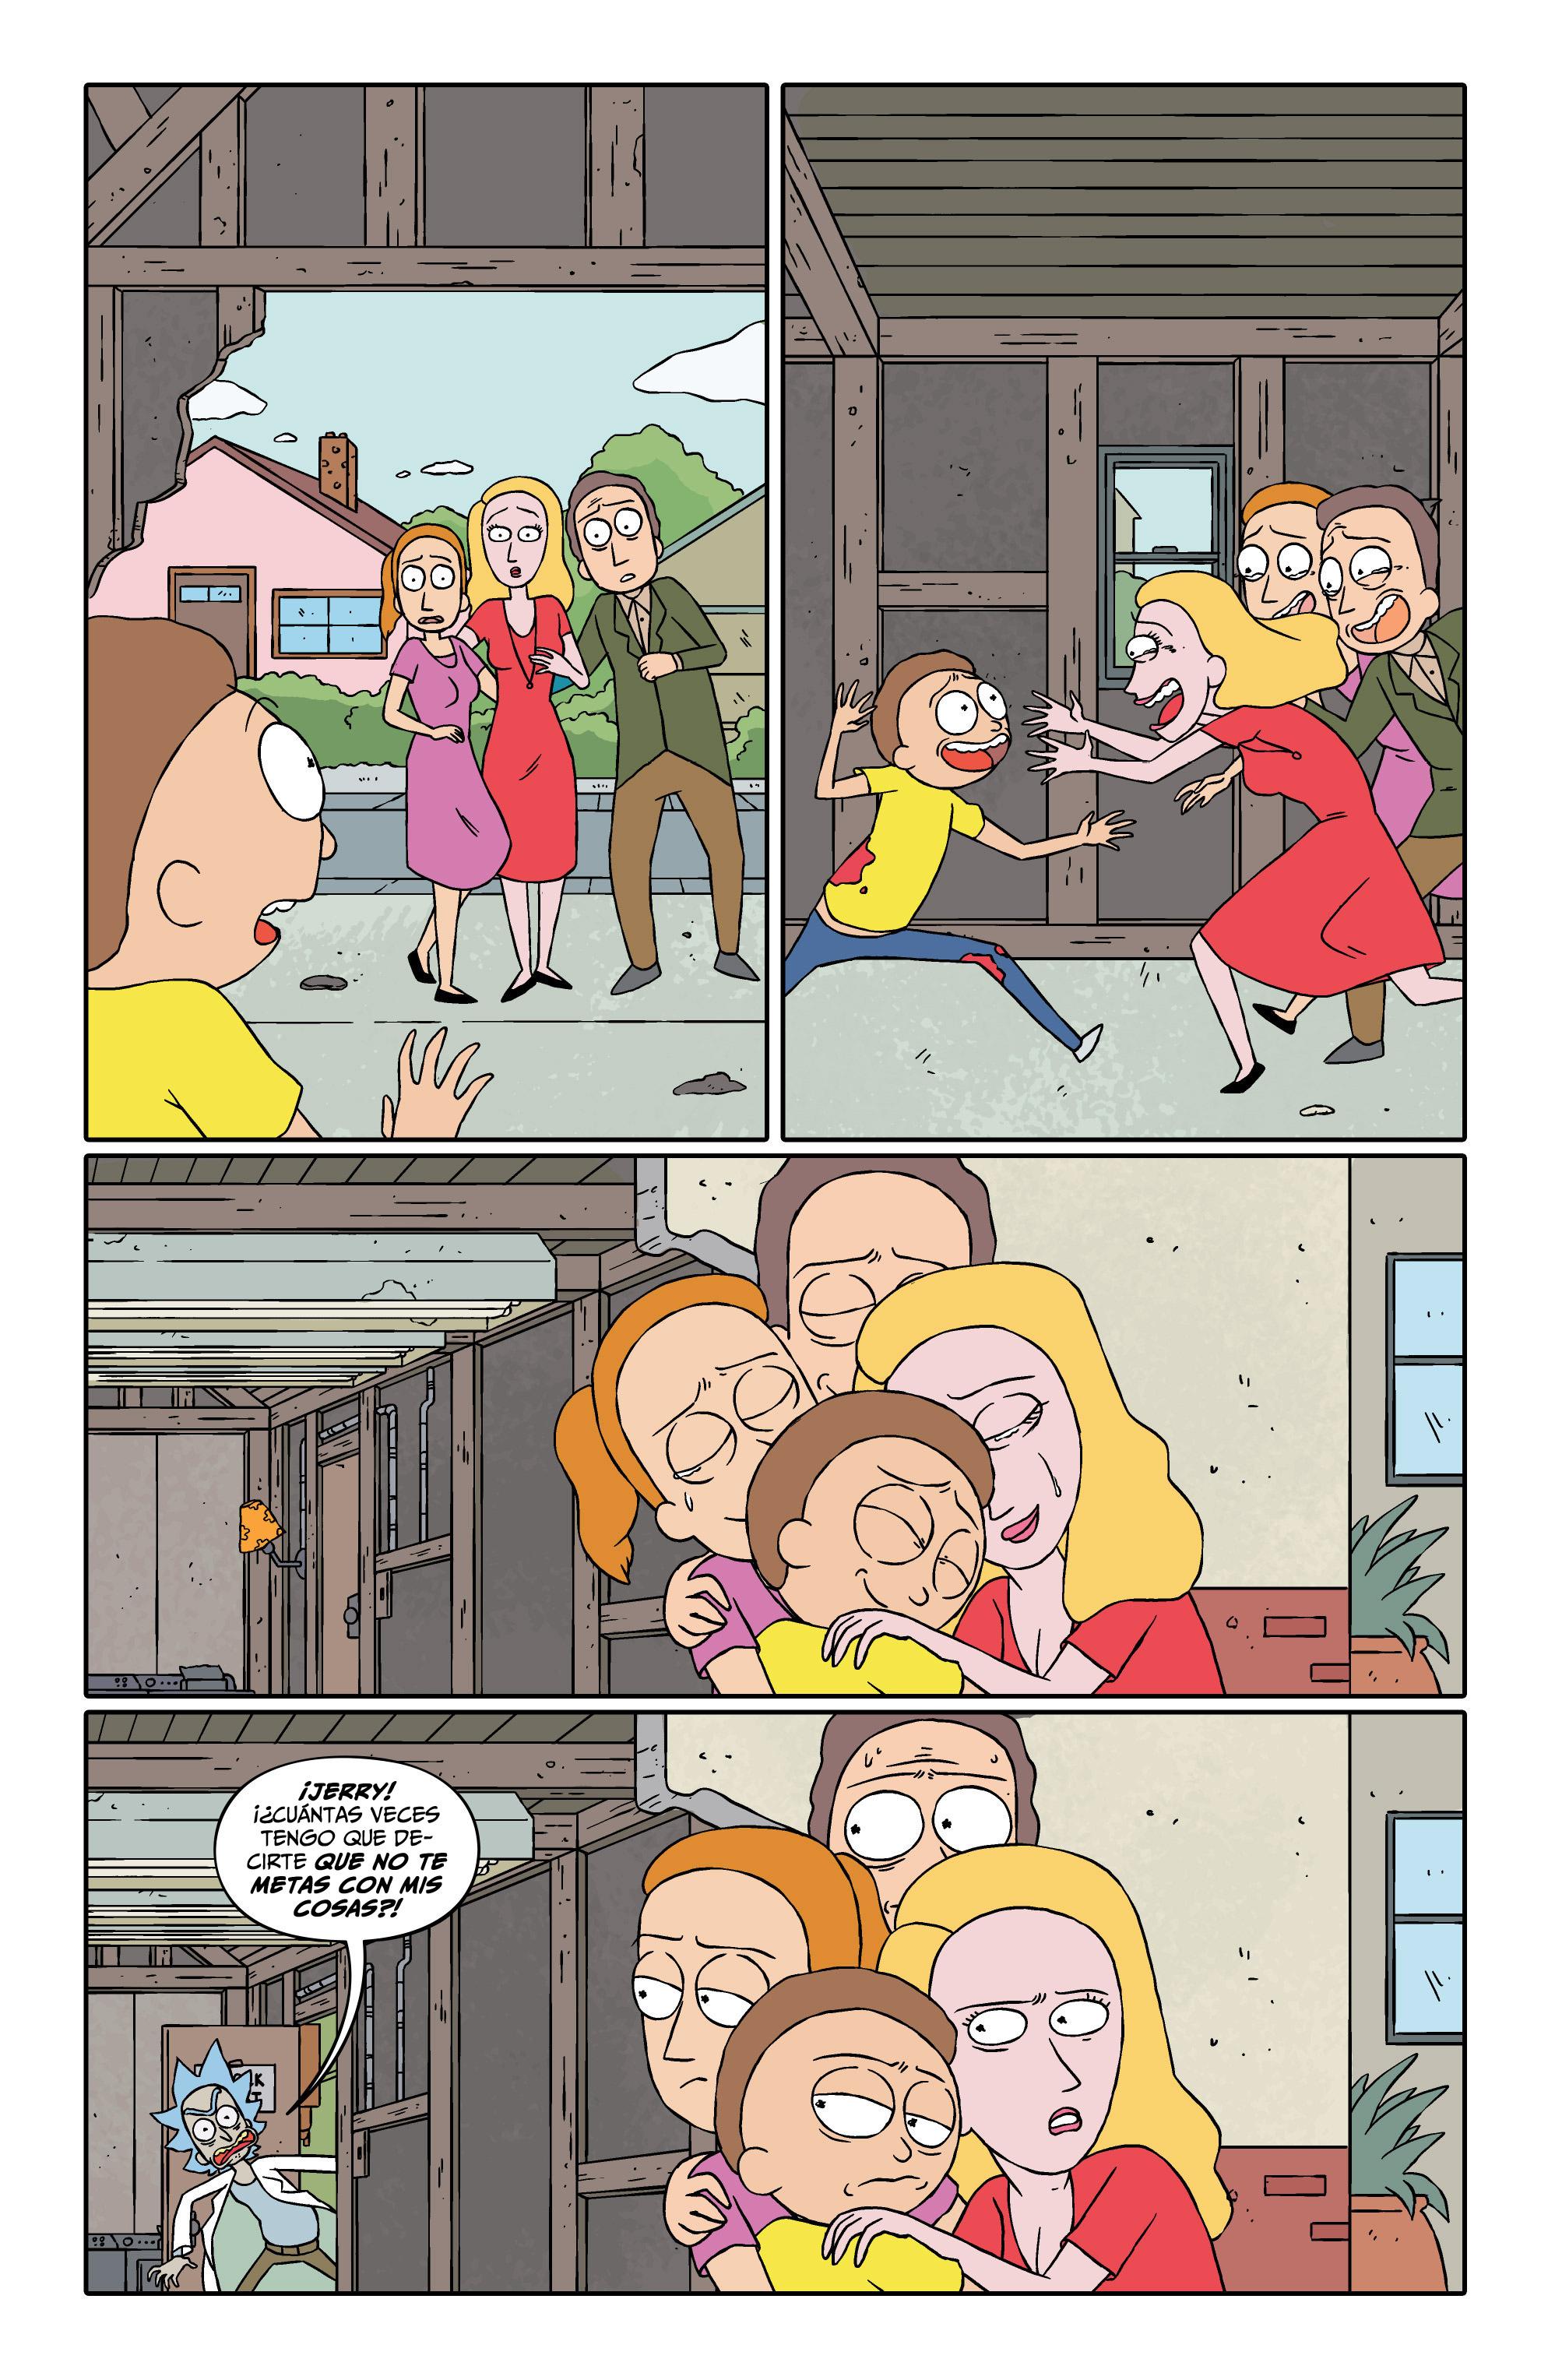 ¡JERRY!
¡¿CUÁNTAS VECES
TENGO QUE DE-
CIRTE QUE NO TE
METAS CON MIS
COSAS?!